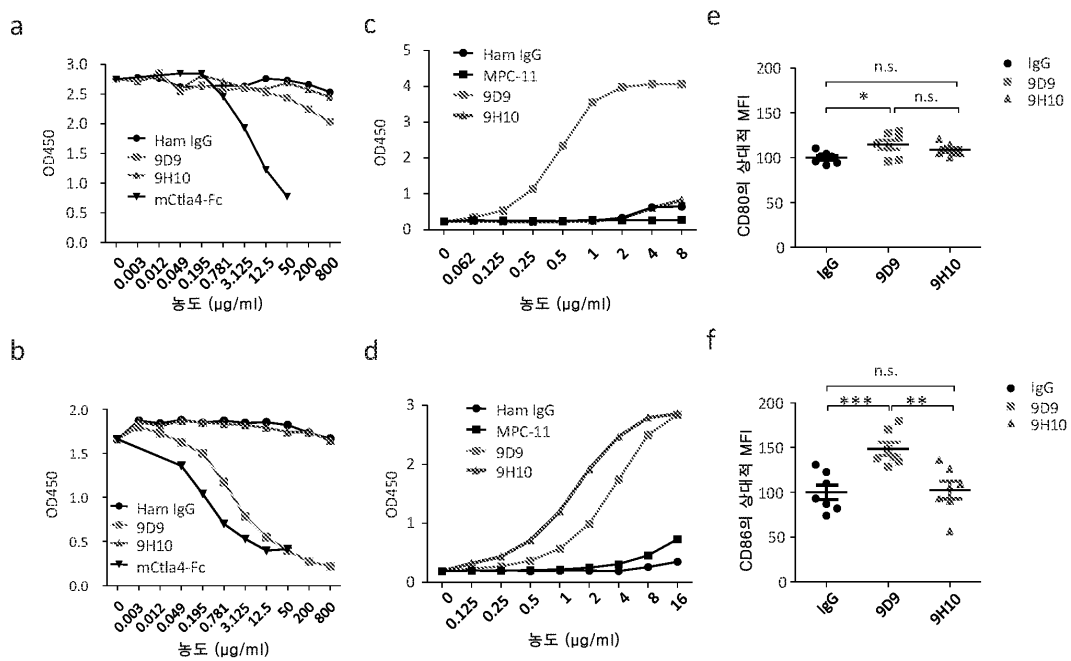 a
OD450
3.0
2.5
2.0
1.5
1.0
0.5
0.0
Ham IgG
9D9
9H10
mCtla4-Fc
0
0.003
0.012
0.049
0.195
0.781
3.125
12.5
50
200
800
농도 (µg/ml)
c
OD450
5
4
3
2
1
0
Ham IgG
MPC-11
9D9
9H10
0
0.062
0.125
0.25
0.5
1
2
4
8
농도 (µg/ml)
e
CD80의 상대적 MFI
200
150
100
50
0
n.s.
*
n.s.
IgG
9D9
9H10
IgG
9D9
9H10
b
OD450
2.0
1.5
1.0
0.5
0.0
Ham IgG
9D9
9H10
mCtla4-Fc
0
0.003
0.012
0.049
0.195
0.781
3.125
12.5
50
200
800
농도 (µg/ml)
d
OD450
3
2
1
0
Ham IgG
MPC-11
9D9
9H10
0
0.125
0.25
0.5
1
2
4
8
16
농도 (µg/ml)
f
CD86의 상대적 MFI
200
150
100
50
0
n.s.
***
**
IgG
9D9
9H10
IgG
9D9
9H10